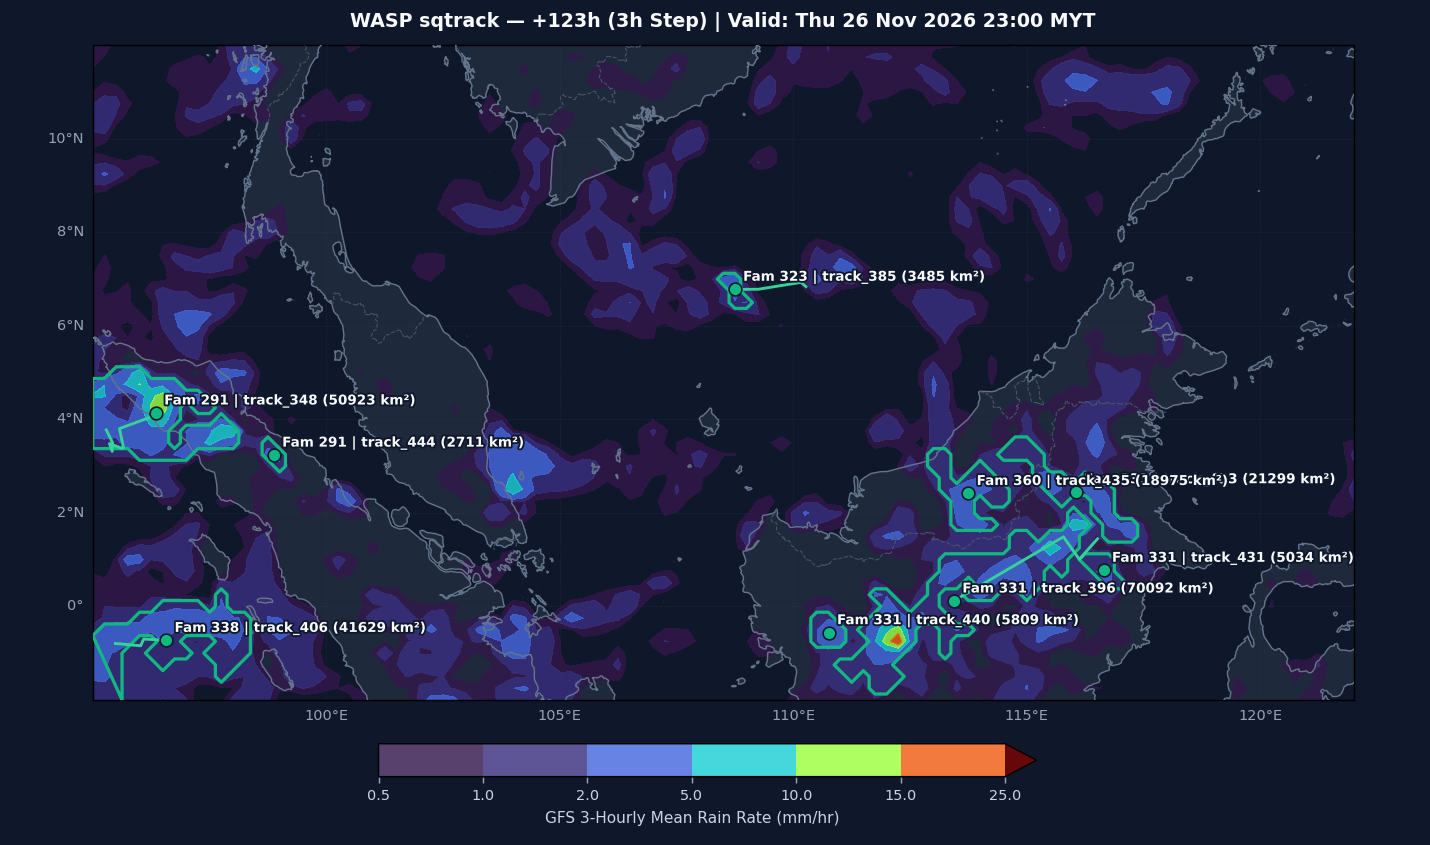 WASP sqtrack — +123h (3h Step) | Valid: Thu 26 Nov 2026 23:00 MYT
10°N
8°N
6°N
4°N
2°N
0°
Fam 323 | track_385 (3485 km²)
Fam 291 | track_348 (50923 km²)
Fam 291 | track_444 (2711 km²)
Fam 360 | track_435 (18975 km²)
(21299 km²)
Fam 331 | track_431 (5034 km²)
Fam 331 | track_396 (70092 km²)
Fam 331 | track_440 (5809 km²)
Fam 338 | track_406 (41629 km²)
100°E 105°E 110°E 115°E 120°E
0.5 1.0 2.0 5.0 10.0 15.0 25.0
GFS 3-Hourly Mean Rain Rate (mm/hr)